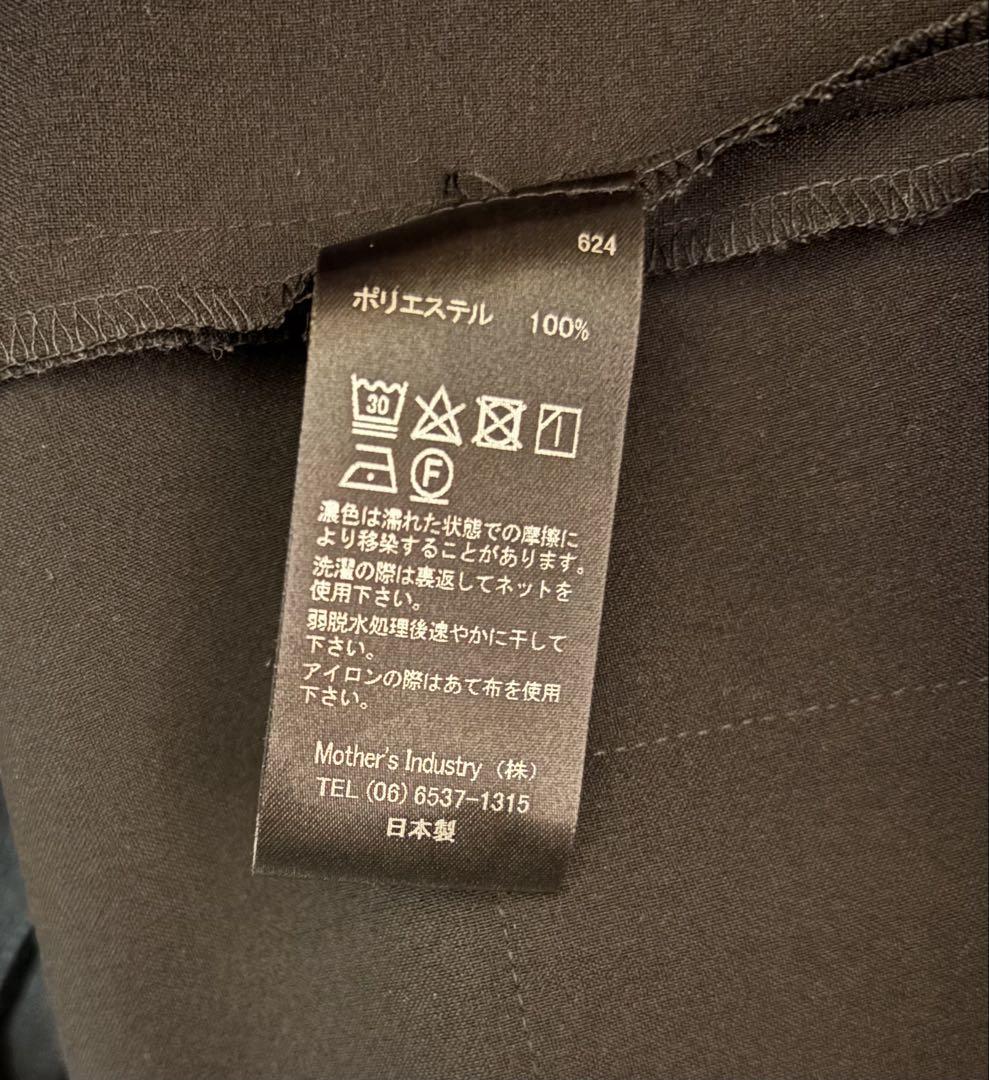 624
ポリエステル 100%
30
F
濃色は濡れた状態での摩擦に
より移染することがあります。
洗濯の際は裏返してネットを
使用下さい。
弱脱水処理後速やかに干して
下さい。
アイロンの際はあて布を使用
下さい。
Mother's Industry (株)
TEL (06) 6537-1315
日本製